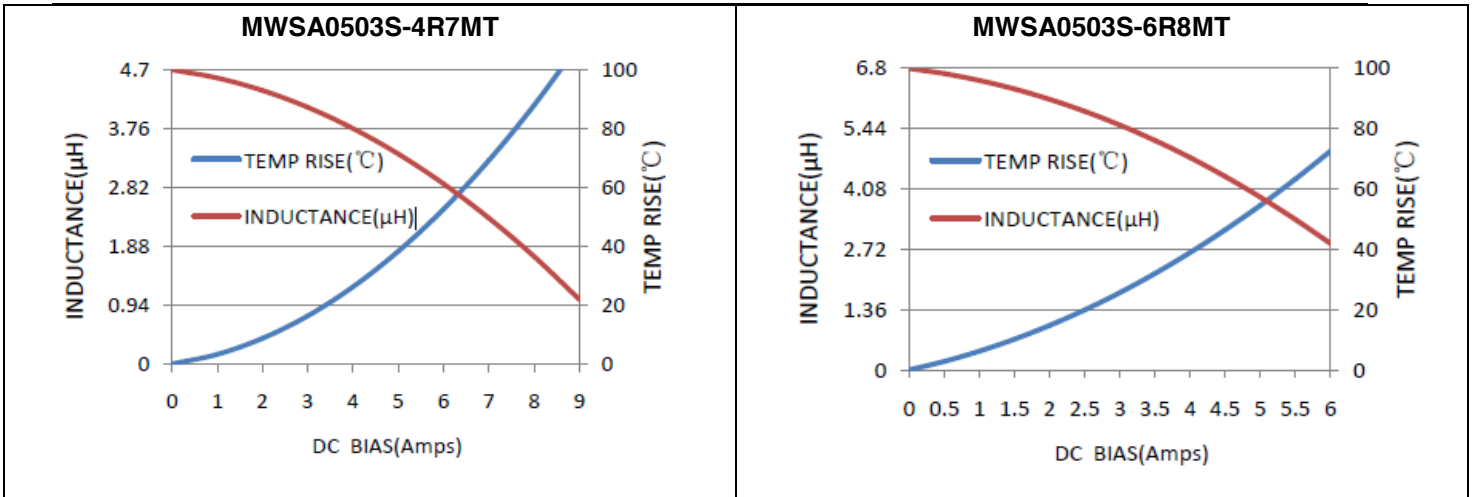 MWSA0503S-4R7MT
4.7
3.76
2.82
1.88
0.94
0
INDUCTANCE(μH)
100
80
60
40
20
0
TEMP RISE(℃)
TEMP RISE(℃)
INDUCTANCE(μH)
0 1 2 3 4 5 6 7 8 9
DC BIAS(Amps)
MWSA0503S-6R8MT
6.8
5.44
4.08
2.72
1.36
0
INDUCTANCE(μH)
100
80
60
40
20
0
TEMP RISE(℃)
TEMP RISE(℃)
INDUCTANCE(μH)
0 0.5 1 1.5 2 2.5 3 3.5 4 4.5 5 5.5 6
DC BIAS(Amps)